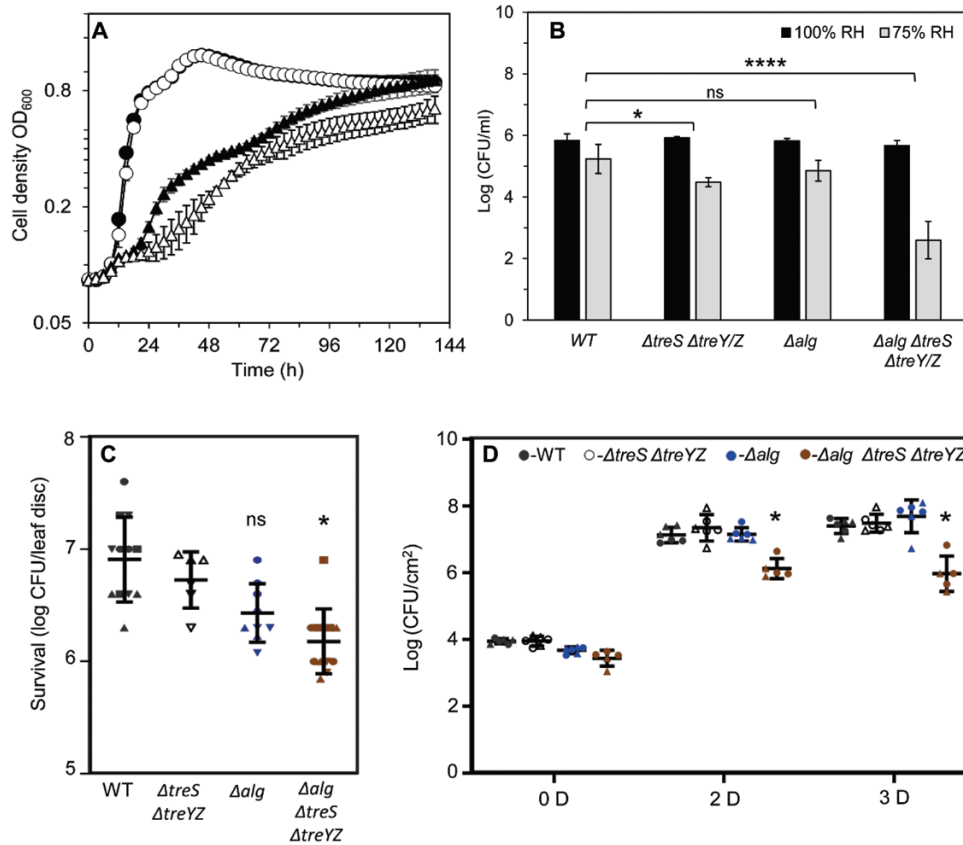 A
Cell density OD600
0.8
0.2
0.05
0 24 48 72 96 120 144
Time (h)
B
100% RH 75% RH
Log (CFU/ml)
10
8
6
4
2
0
****
ns
*
WT ΔtreS ΔtreY/Z Δalg Δalg ΔtreS
ΔtreY/Z
C
Survival (log CFU/leaf disc)
8
7
6
5
ns
*
WT ΔtreS Δalg Δalg
ΔtreYZ ΔtreS
ΔtreYZ
D
-WT -ΔtreS ΔtreYZ -Δalg -Δalg ΔtreS ΔtreYZ
Log (CFU/cm2)
10
8
6
4
2
0
*
*
0 D 2 D 3 D